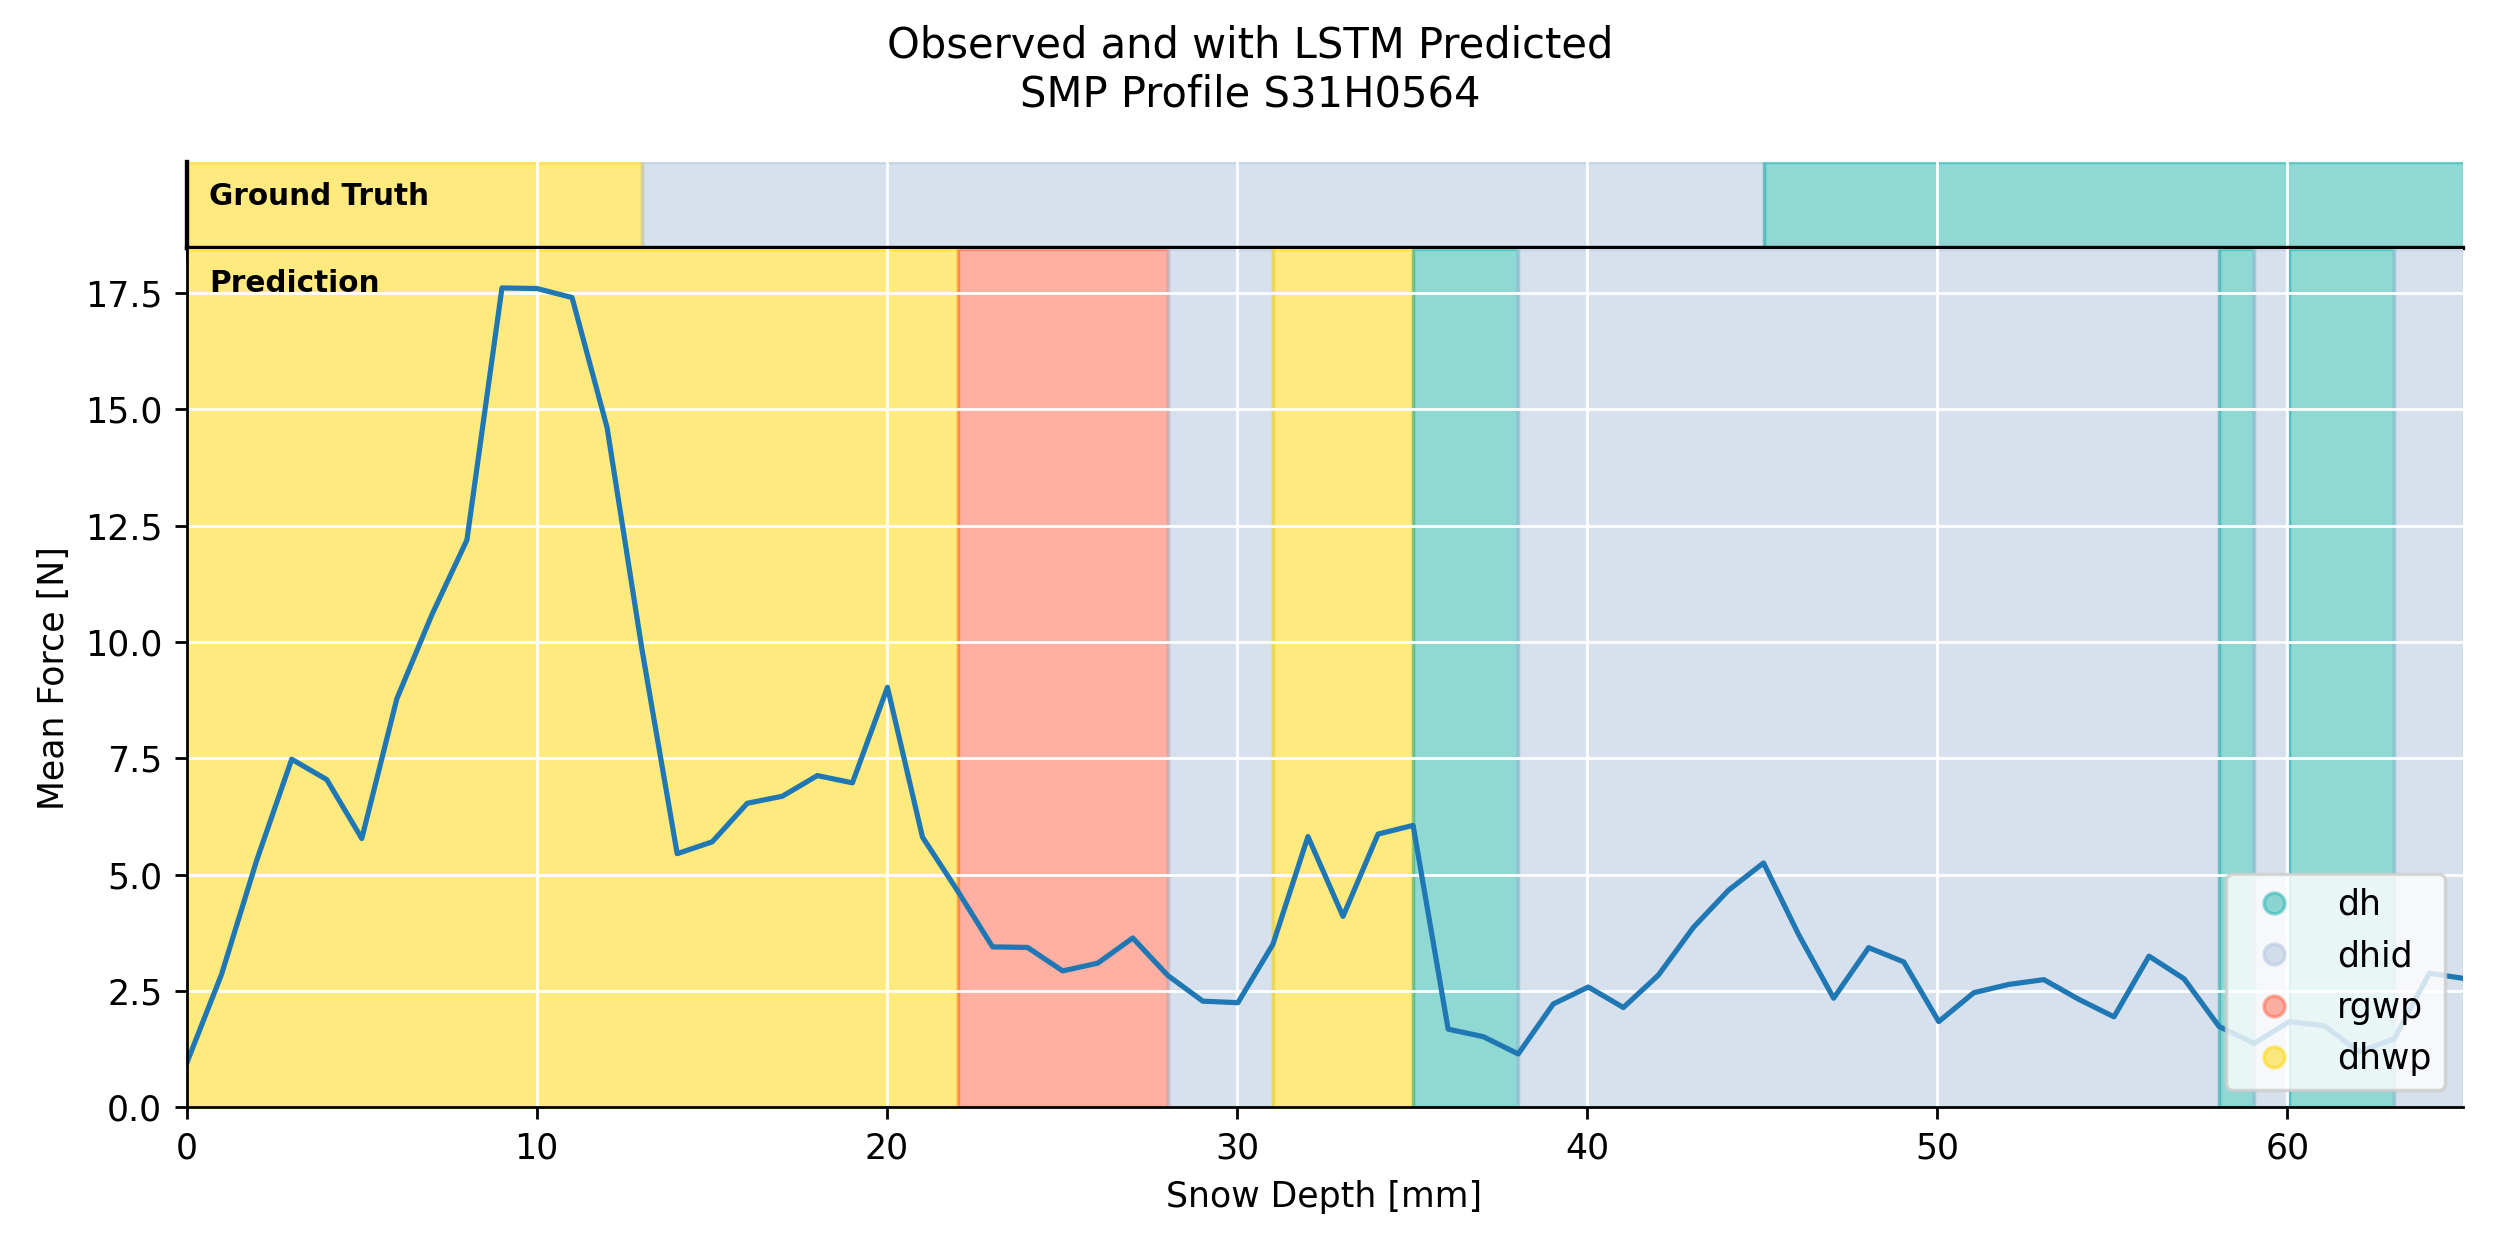 Observed and with LSTM Predicted
SMP Profile S31H0564
Ground Truth
Prediction
17.5
15.0
12.5
10.0
7.5
5.0
2.5
0.0
Mean Force [N]
dh
dhid
rgwp
dhwp
0 10 20 30 40 50 60
Snow Depth [mm]